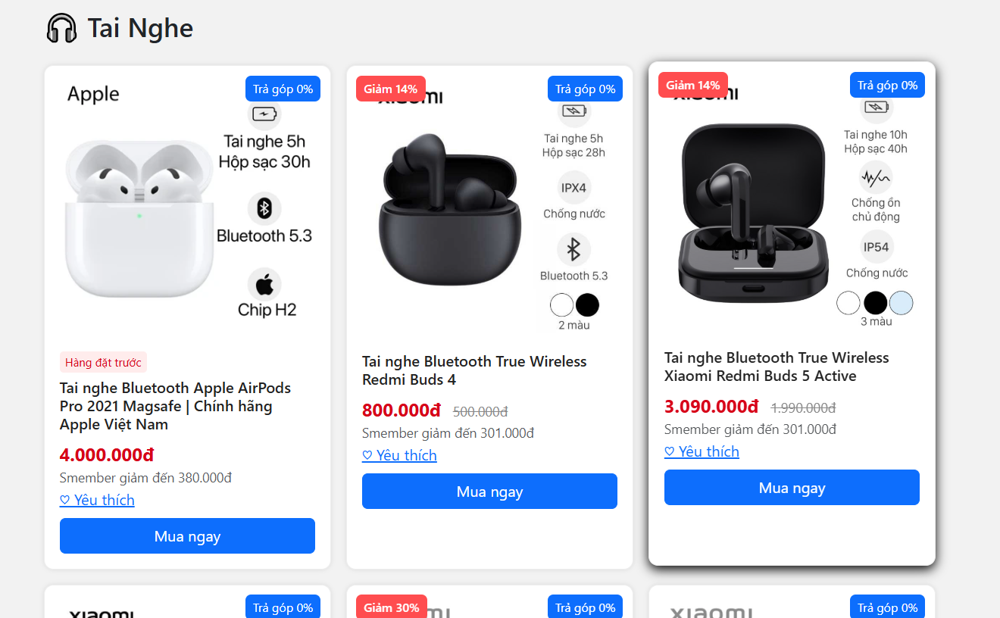 Tai Nghe
Apple
Trả góp 0%
Tai nghe 5h
Hộp sạc 30h
Bluetooth 5.3
Chip H2
Hàng đặt trước
Tai nghe Bluetooth Apple AirPods
Pro 2021 Magsafe | Chính hãng
Apple Việt Nam
4.000.000đ
Smember giảm đến 380.000đ
♡ Yêu thích
Mua ngay
Giảm 14%
xiaomi
Trả góp 0%
Tai nghe 5h
Hộp sạc 28h
IPX4
Chống nước
Bluetooth 5.3
2 màu
Tai nghe Bluetooth True Wireless
Redmi Buds 4
800.000đ 500.000đ
Smember giảm đến 301.000đ
♡ Yêu thích
Mua ngay
Giảm 14%
xiaomi
Trả góp 0%
Tai nghe 10h
Hộp sạc 40h
Chống ồn
chủ động
IP54
Chống nước
3 màu
Tai nghe Bluetooth True Wireless
Xiaomi Redmi Buds 5 Active
3.090.000đ 1.990.000đ
Smember giảm đến 301.000đ
♡ Yêu thích
Mua ngay
xiaomi
Trả góp 0%
Giảm 30%
Trả góp 0%
xiaomi
Trả góp 0%